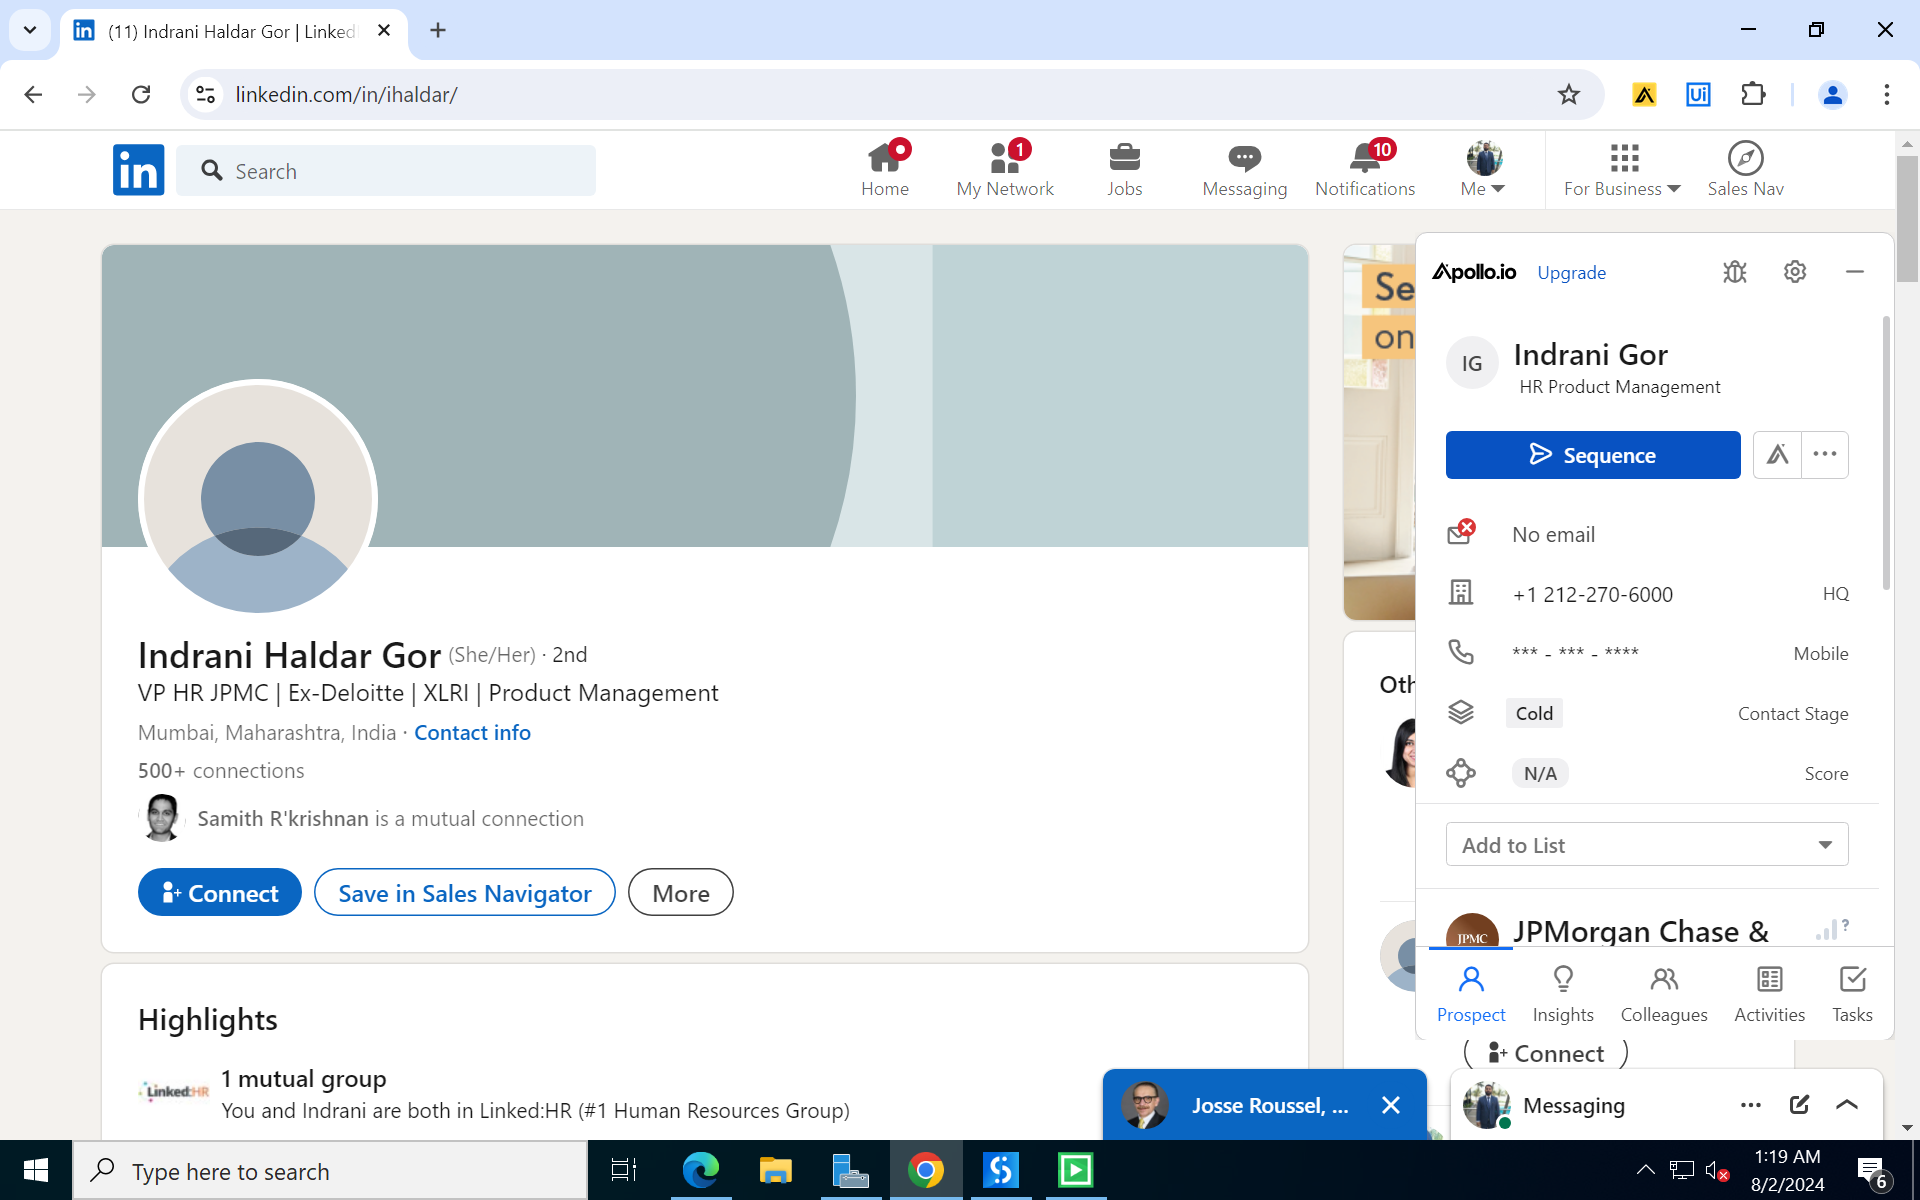 (11) Indrani Haldar Gor | Linked
linkedin.com/in/ihaldar/
Ui
in
Search
Home
1
My Network
Jobs
Messaging
10
Notifications
Me
For Business
Sales Nav
Se
on
Apollo.io
Upgrade
IG
Indrani Gor
HR Product Management
Sequence
No email
+1 212-270-6000
HQ
*** - *** - ****
Mobile
Cold
Contact Stage
N/A
Score
Add to List
JPMC
JPMorgan Chase &
?
Prospect
Insights
Colleagues
Activities
Tasks
Indrani Haldar Gor (She/Her) · 2nd
VP HR JPMC | Ex-Deloitte | XLRI | Product Management
Mumbai, Maharashtra, India · Contact info
500+ connections
Samith R'krishnan is a mutual connection
Connect
Save in Sales Navigator
More
Oth
Connect
Highlights
Linked:HR
1 mutual group
You and Indrani are both in Linked:HR (#1 Human Resources Group)
Josse Roussel, ...
Messaging
Type here to search
1:19 AM
8/2/2024
6